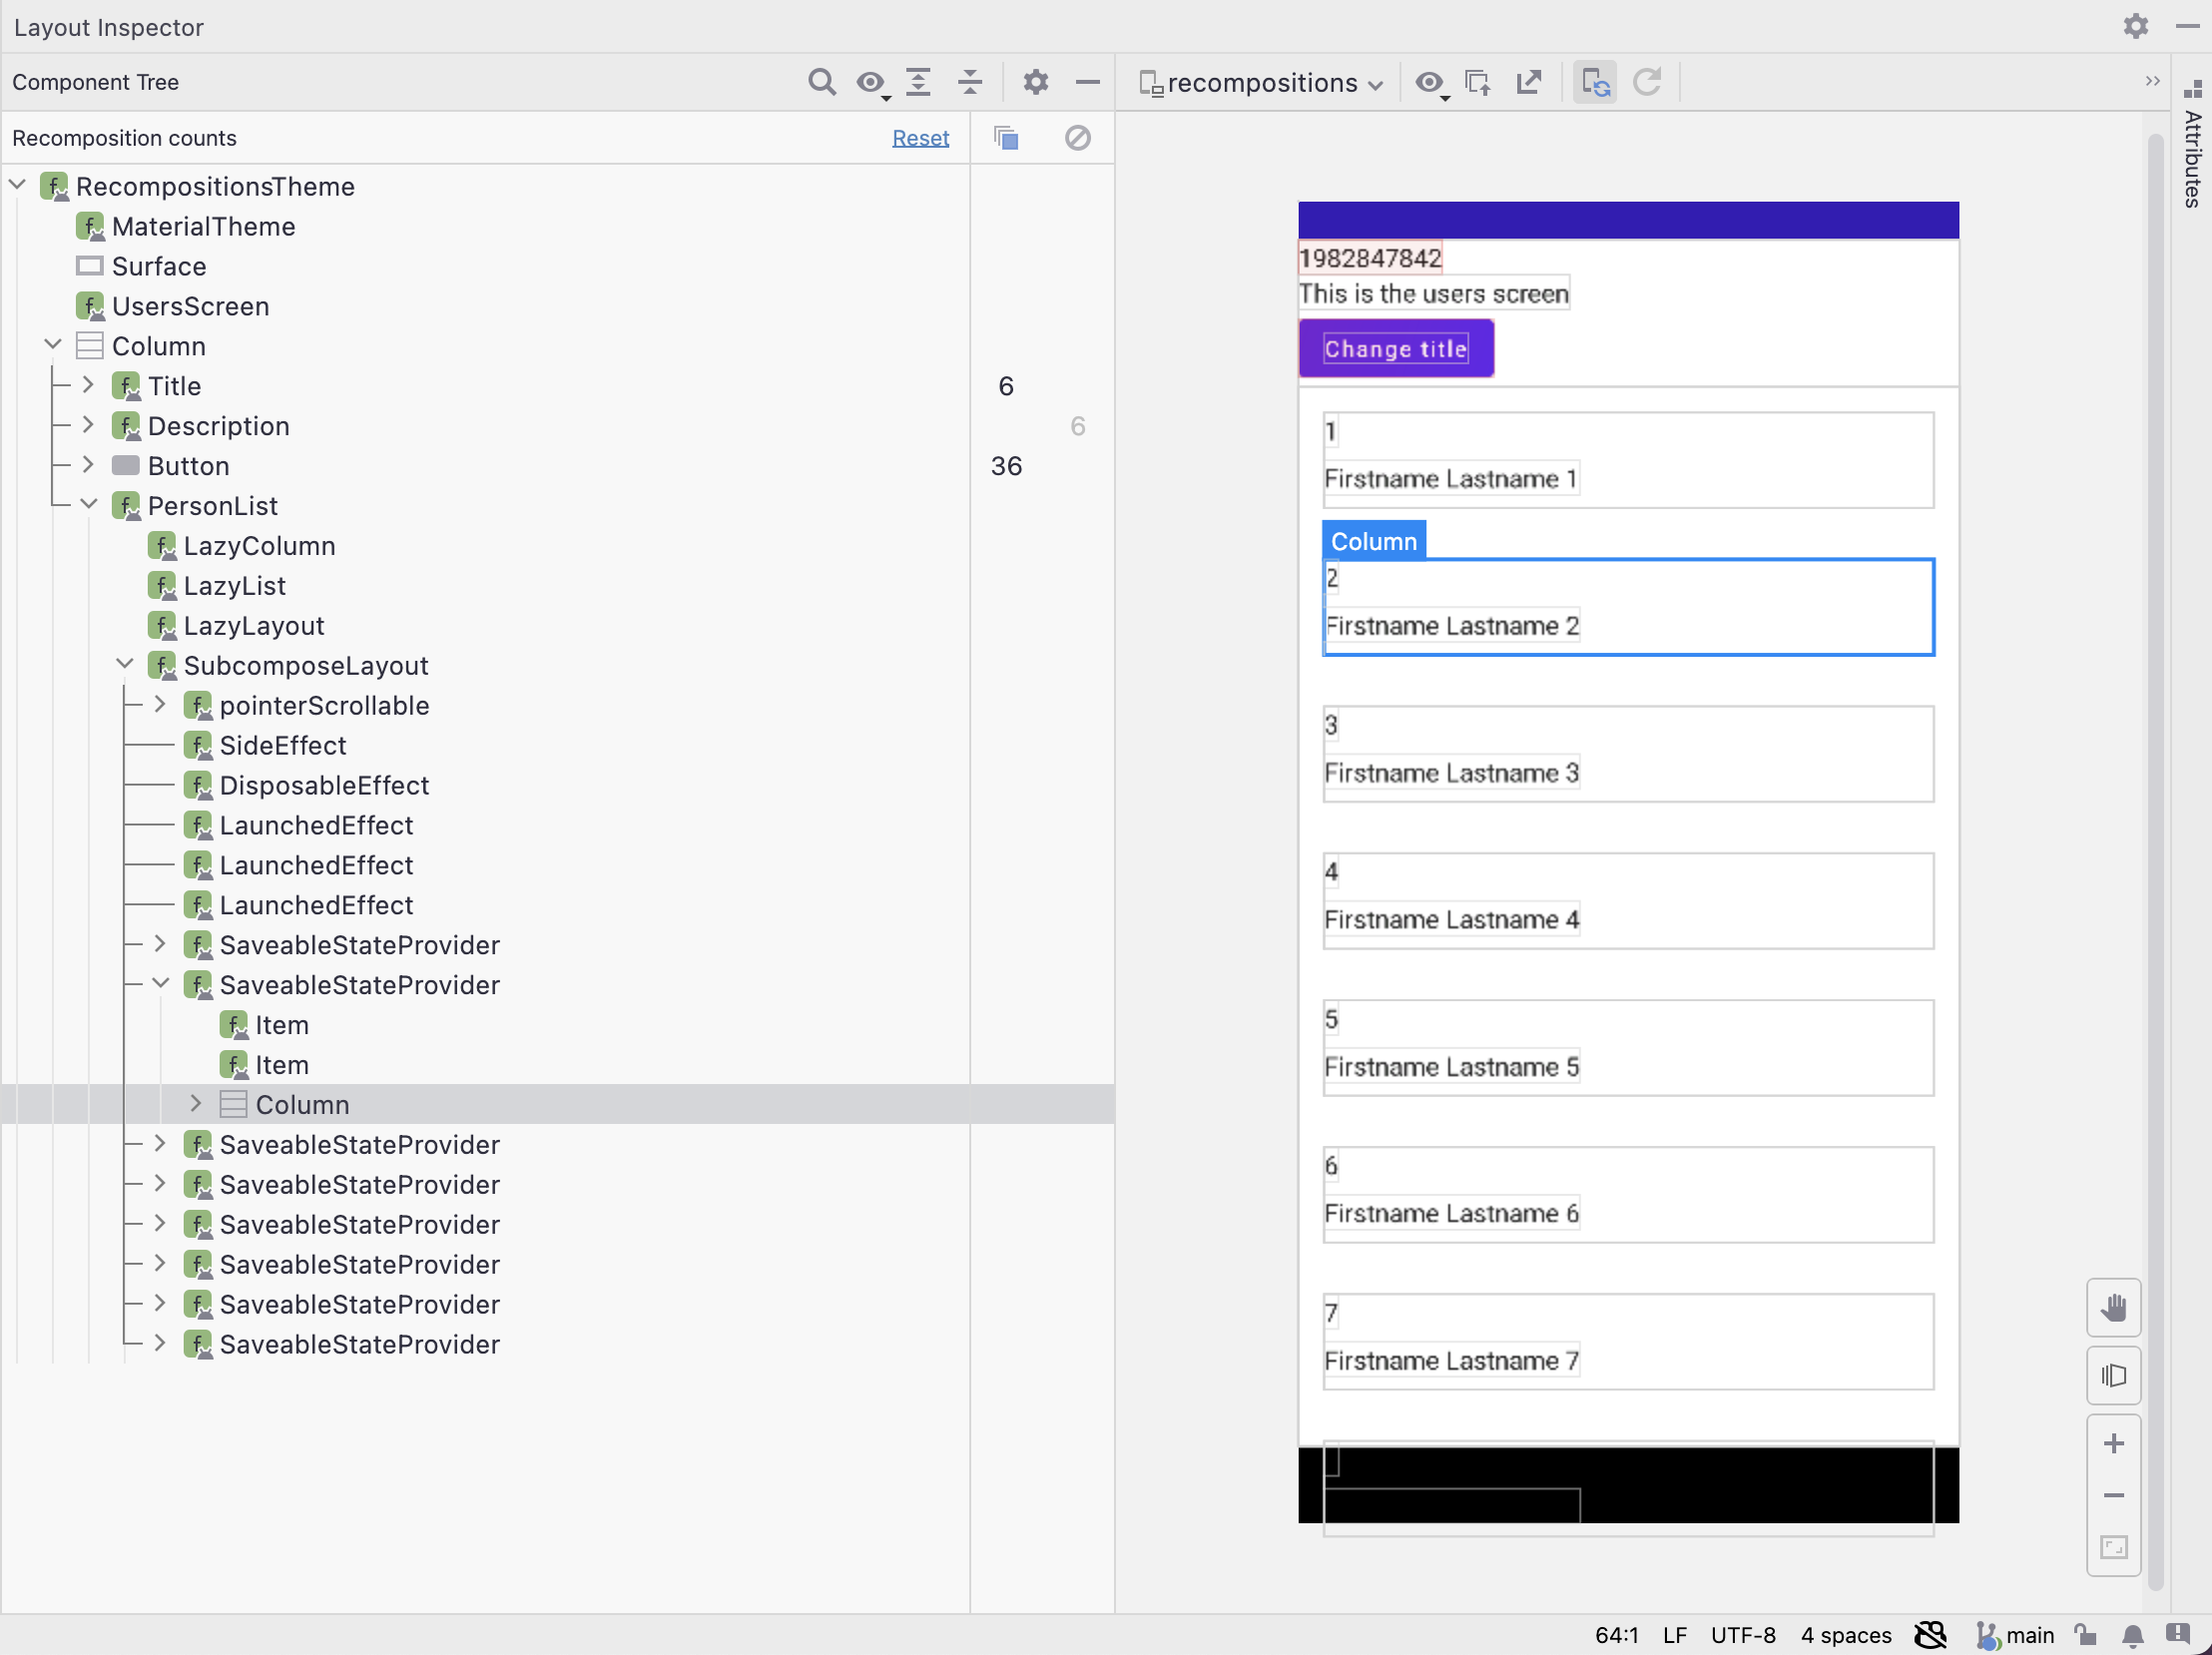 Layout Inspector
Component Tree
recompositions
Attributes
Recomposition counts
Reset
RecompositionsTheme
MaterialTheme
Surface
UsersScreen
Column
Title
6
Description
6
Button
36
PersonList
LazyColumn
LazyList
LazyLayout
SubcomposeLayout
pointerScrollable
SideEffect
DisposableEffect
LaunchedEffect
LaunchedEffect
LaunchedEffect
SaveableStateProvider
SaveableStateProvider
Item
Item
Column
SaveableStateProvider
SaveableStateProvider
SaveableStateProvider
SaveableStateProvider
SaveableStateProvider
SaveableStateProvider
1982847842
This is the users screen
Change title
1
Firstname Lastname 1
Column
2
Firstname Lastname 2
3
Firstname Lastname 3
4
Firstname Lastname 4
5
Firstname Lastname 5
6
Firstname Lastname 6
7
Firstname Lastname 7
64:1 LF UTF-8 4 spaces main